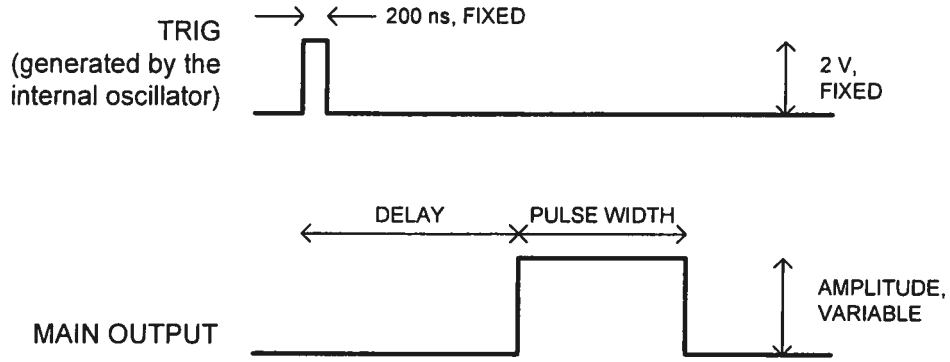 200 ns, FIXED
TRIG
(generated by the
internal oscillator)
2 V,
FIXED
DELAY
PULSE WIDTH
AMPLITUDE,
VARIABLE
MAIN OUTPUT